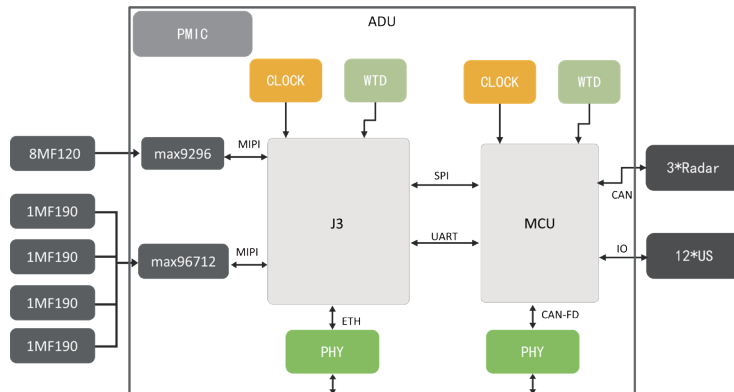 ADU
PMIC
CLOCK
WTD
CLOCK
WTD
8MF120
max9296
MIPI
3*Radar
SPI
CAN
1MF190
J3
MCU
UART
1MF190
max96712
MIPI
IO
12*US
1MF190
ETH
CAN-FD
1MF190
PHY
PHY